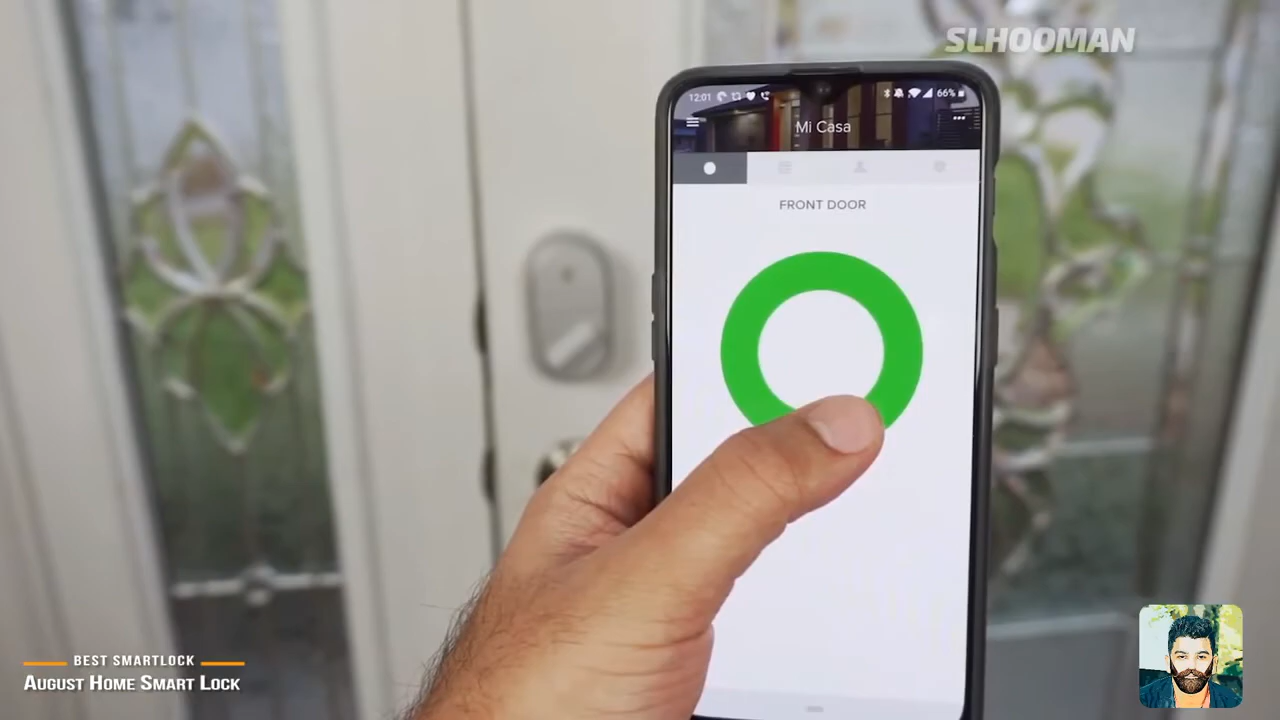 SLHOOMAN
12:01
66%
Mi Casa
FRONT DOOR
BEST SMARTLOCK
AUGUST HOME SMART LOCK